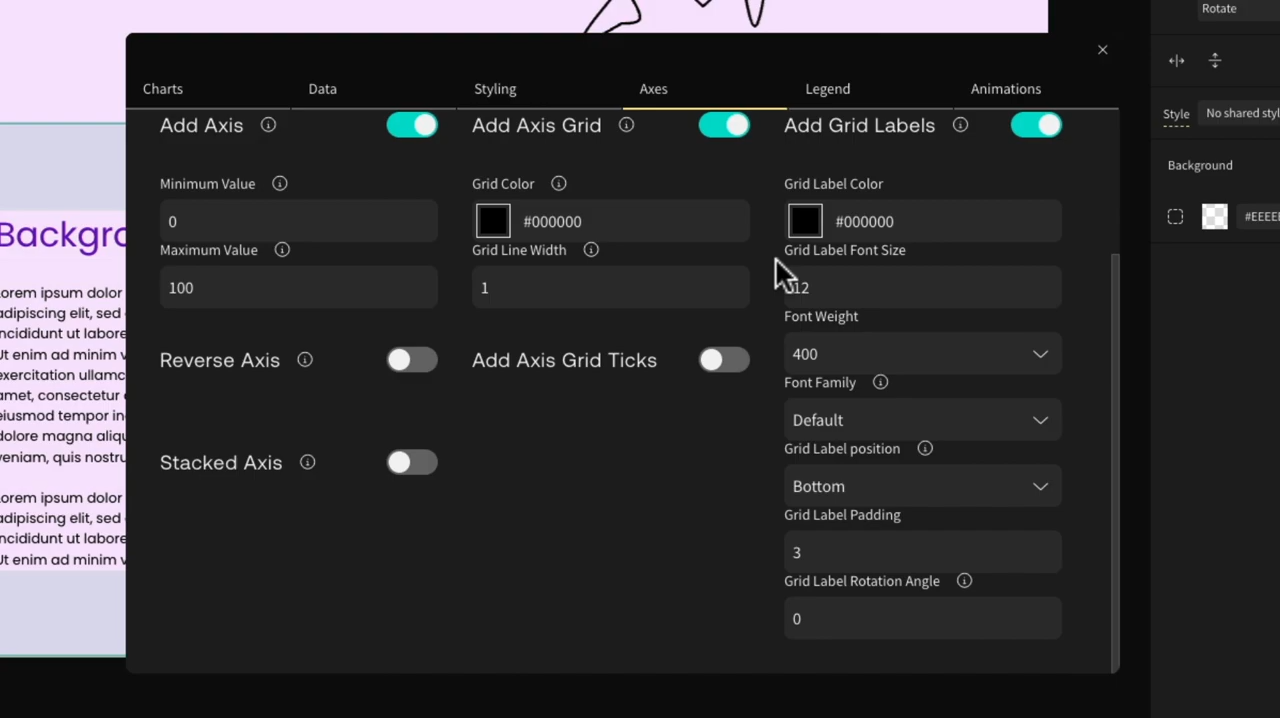 Rotate
Charts
Data
Styling
Axes
Legend
Animations
Style
No shared styl
Add Axis
Add Axis Grid
Add Grid Labels
Background
Minimum Value
Grid Color
Grid Label Color
0
#000000
#000000
#EEEEE
Maximum Value
Grid Line Width
Grid Label Font Size
100
1
12
Font Weight
400
Reverse Axis
Add Axis Grid Ticks
Font Family
Default
Grid Label position
Stacked Axis
Bottom
Grid Label Padding
3
Grid Label Rotation Angle
0
Backgro
orem ipsum dolor
adipiscing elit, sed
ncididunt ut labore
Ut enim ad minim v
exercitation ullamc
amet, consectetur
eiusmod tempor in
dolore magna aliqu
veniam, quis nostru
orem ipsum dolor
adipiscing elit, sed
ncididunt ut labore
Ut enim ad minim v